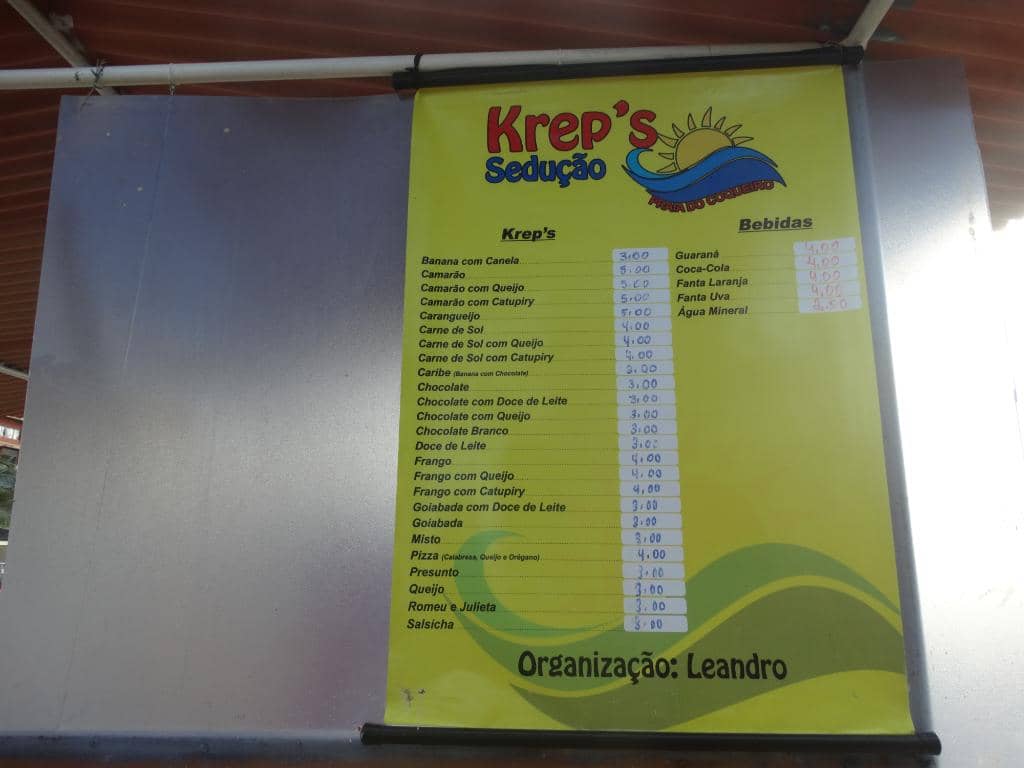 Krep's
Sedução
PRAIA DO COQUEIRO
Krep's
Banana com Canela 3,00
Camarão 5,00
Camarão com Queijo 5,00
Camarão com Catupiry 5,00
Carangueijo 5,00
Carne de Sol 4,00
Carne de Sol com Queijo 4,00
Carne de Sol com Catupiry 4,00
Caribe (Banana com Chocolate) 3,00
Chocolate 3,00
Chocolate com Doce de Leite 3,00
Chocolate com Queijo 3,00
Chocolate Branco 3,00
Doce de Leite 3,00
Frango 4,00
Frango com Queijo 4,00
Frango com Catupiry 4,00
Goiabada com Doce de Leite 3,00
Goiabada 3,00
Misto 3,00
Pizza (Calabresa, Queijo e Orégano) 4,00
Presunto 3,00
Queijo 3,00
Romeu e Julieta 3,00
Salsicha 3,00
Bebidas
Guaraná 4,00
Coca-Cola 4,00
Fanta Laranja 4,00
Fanta Uva 4,00
Água Mineral
Organização: Leandro